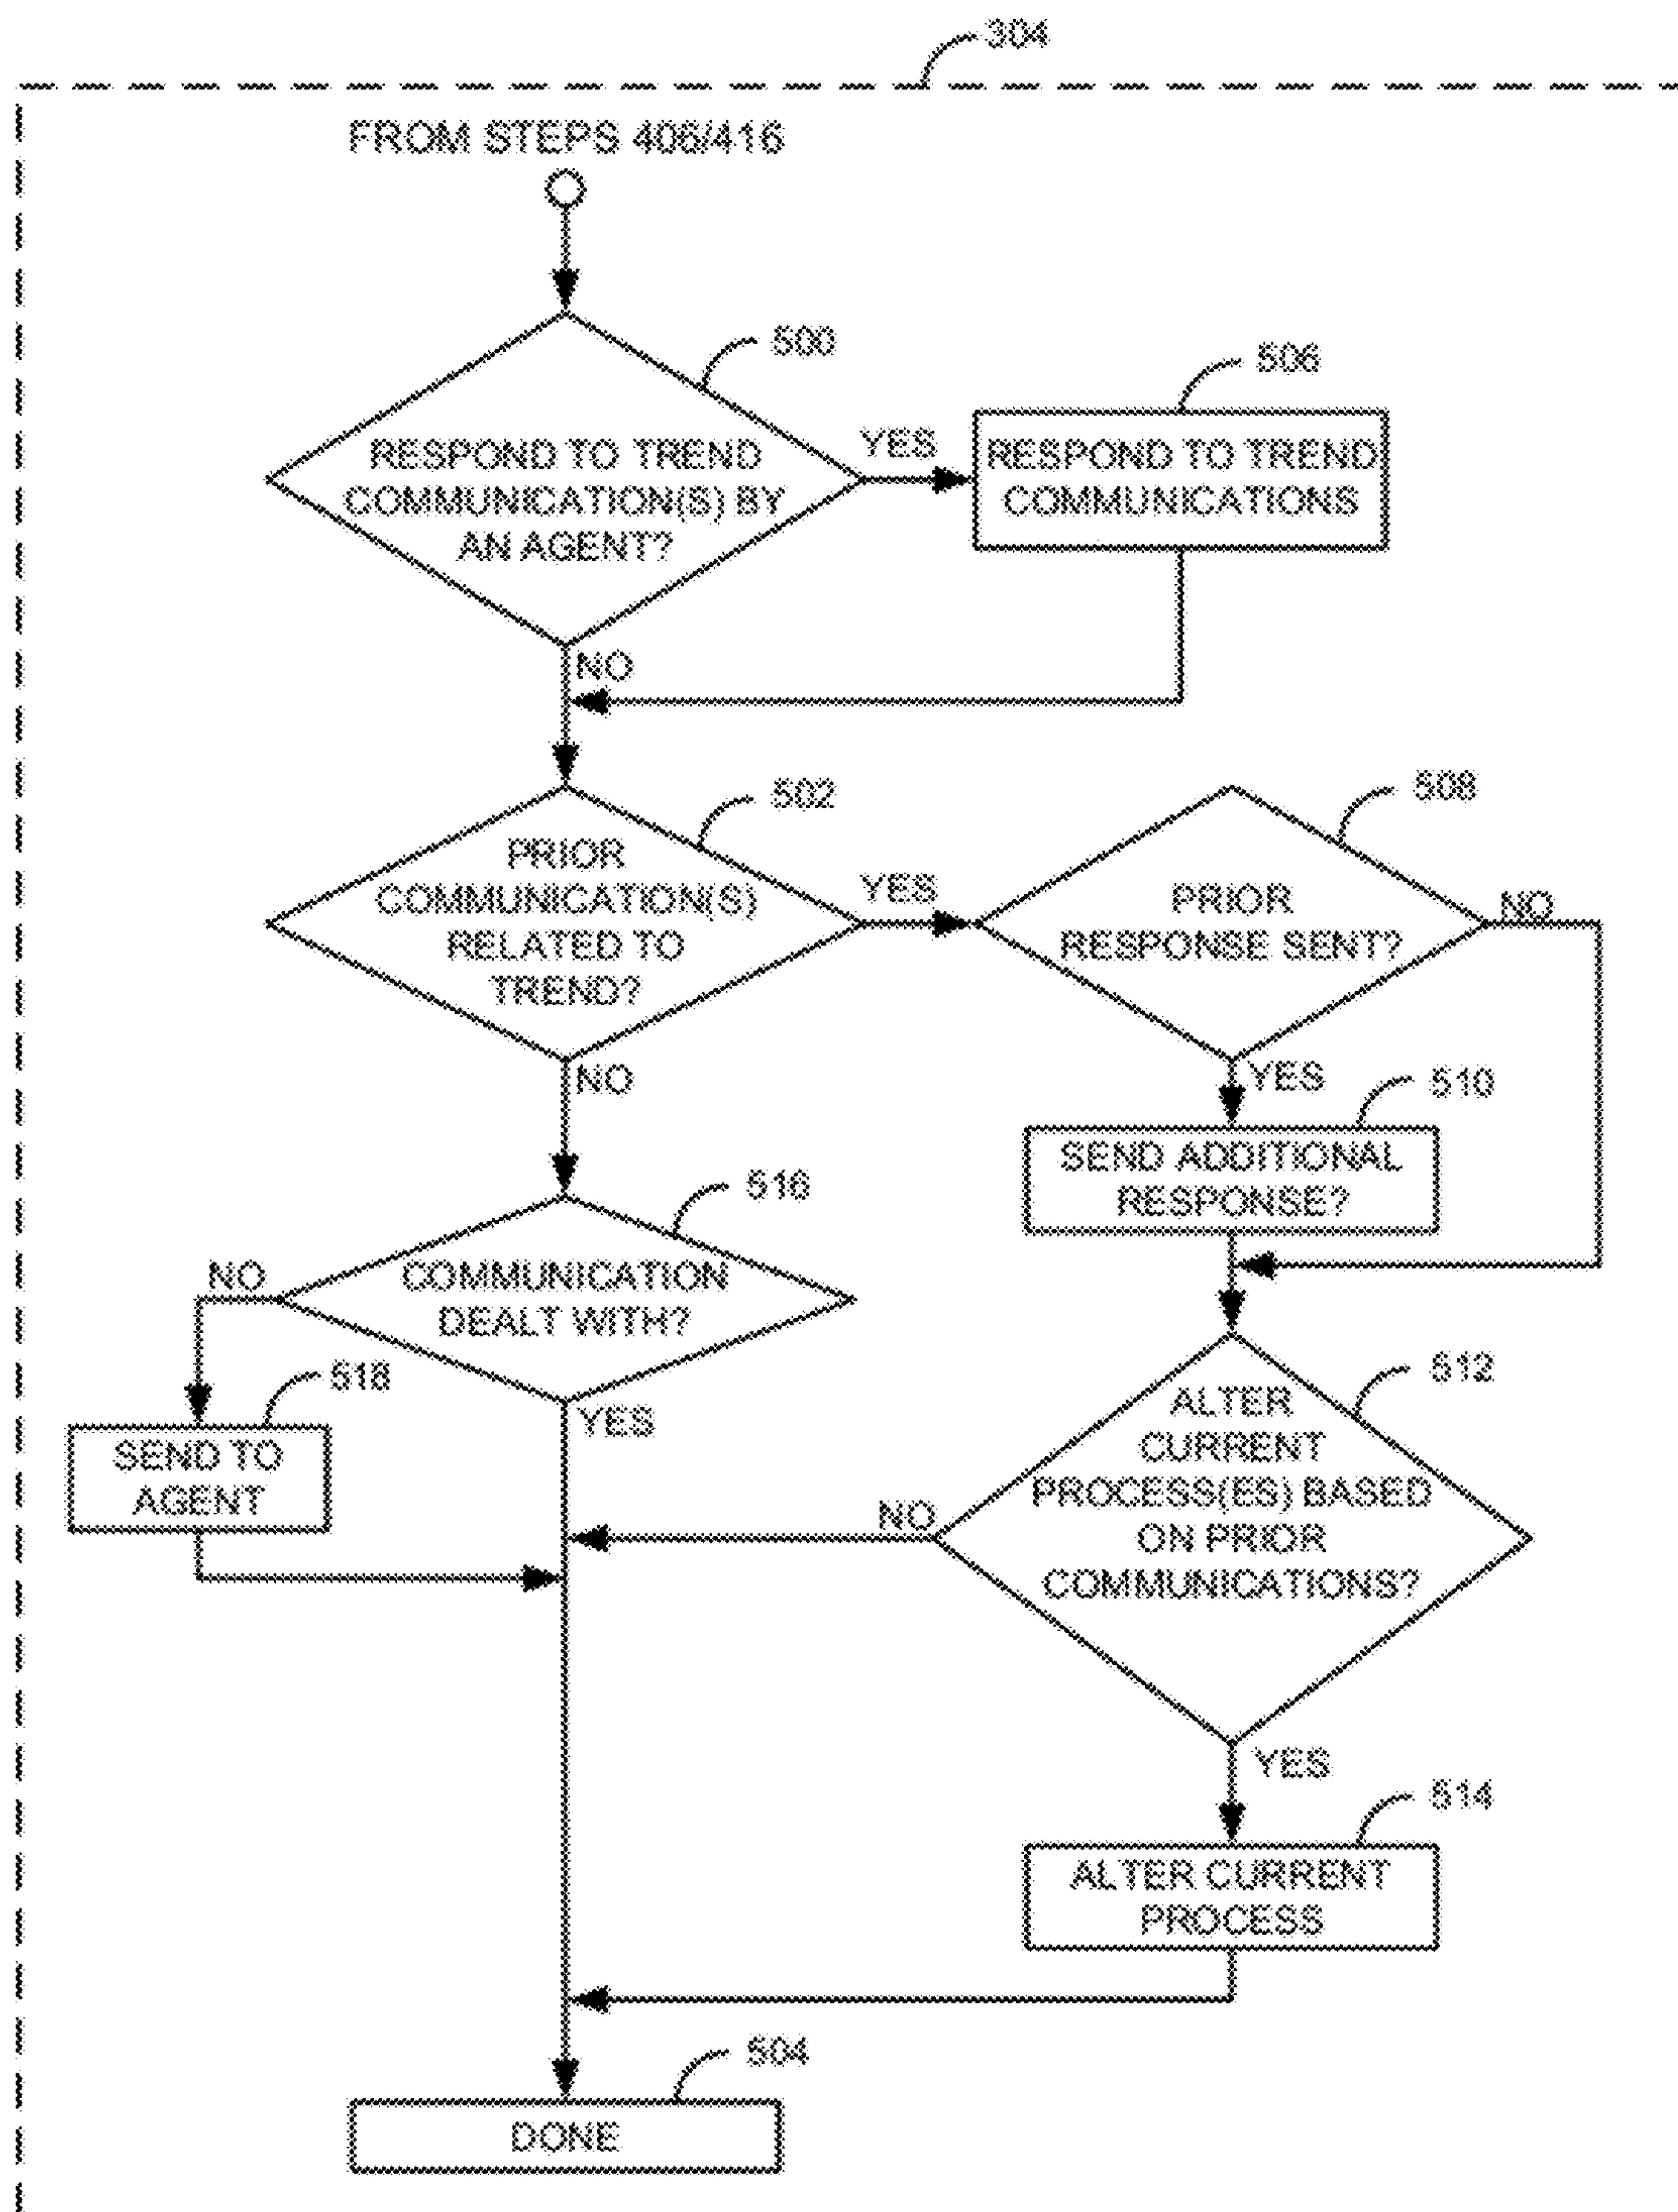 304
FROM STEPS 406/416
500
RESPOND TO TREND
COMMUNICATION(S) BY
AN AGENT?
YES
506
RESPOND TO TREND
COMMUNICATIONS
NO
502
PRIOR
COMMUNICATION(S)
RELATED TO
TREND?
YES
508
PRIOR
RESPONSE SENT?
NO
YES
510
SEND ADDITIONAL
RESPONSE?
NO
516
COMMUNICATION
DEALT WITH?
NO
518
SEND TO
AGENT
YES
512
ALTER
CURRENT
PROCESS(ES) BASED
ON PRIOR
COMMUNICATIONS?
NO
YES
514
ALTER CURRENT
PROCESS
504
DONE